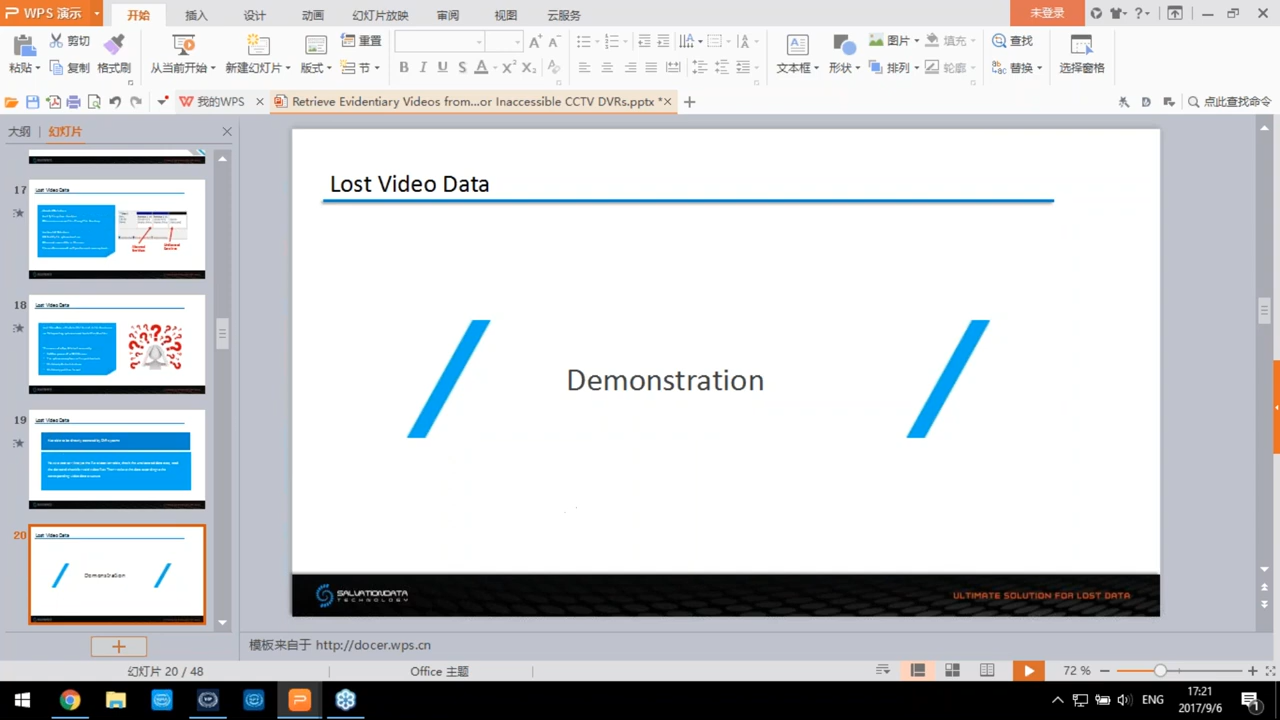 WPS 演示
开始 插入 设计 动画 幻灯片放映 审阅 视图 云服务 未登录
剪切 重置 图片 填充 查找
粘贴 复制 格式刷 从当前开始 新建幻灯片 版式 节 B I U S A X² X₂ 文本框 形状 排列 轮廓 替换 选择窗格
我的WPS Retrieve Evidentiary Videos from...or Inaccessible CCTV DVRs.pptx * 点此查找命令
大纲 幻灯片
17 Lost Video Data
18 Lost Video Data
19 Lost Video Data
20 Lost Video Data
Demonstration
Lost Video Data
Demonstration
SALVATIONDATA
TECHNOLOGY
ULTIMATE SOLUTION FOR LOST DATA
模板来自于 http://docer.wps.cn
幻灯片 20 / 48 Office 主题 72 %
ENG 17:21
2017/9/6